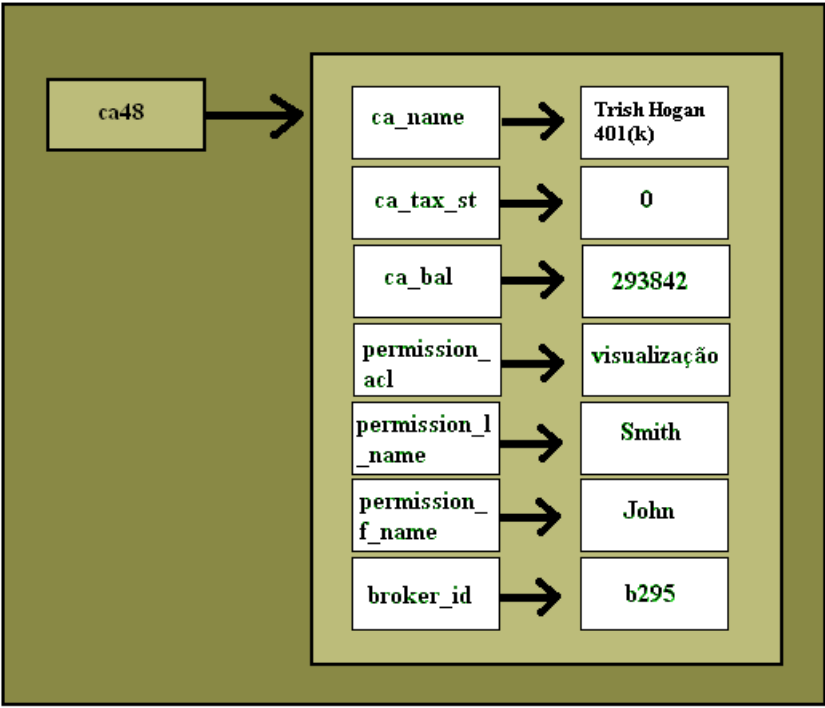 ca48
ca_name
Trish Hogan
401(k)
ca_tax_st
0
ca_bal
293842
permission_
acl
visualização
permission_l
_name
Smith
permission_
f_name
John
broker_id
b295